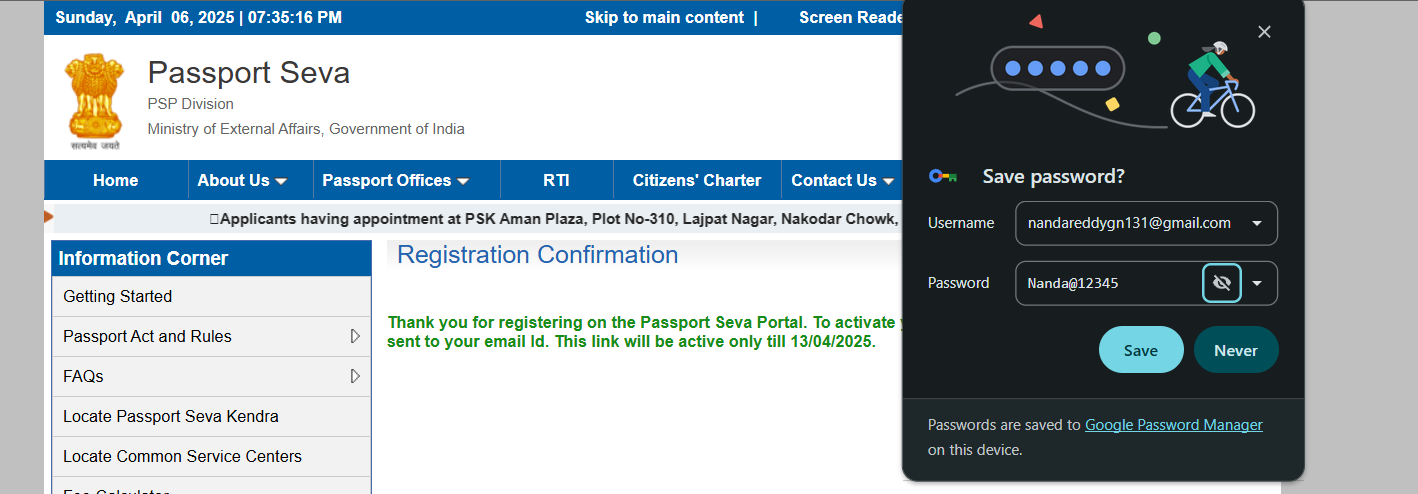 Sunday, April 06, 2025 | 07:35:16 PM
Skip to main content |
Screen Reade
Passport Seva
PSP Division
Ministry of External Affairs, Government of India
सत्यमेव जयते
Home
About Us
Passport Offices
RTI
Citizens' Charter
Contact Us
Applicants having appointment at PSK Aman Plaza, Plot No-310, Lajpat Nagar, Nakodar Chowk,
Information Corner
Getting Started
Passport Act and Rules
FAQs
Locate Passport Seva Kendra
Locate Common Service Centers
Fee Calculator
Registration Confirmation
Thank you for registering on the Passport Seva Portal. To activate y
sent to your email Id. This link will be active only till 13/04/2025.
Save password?
Username
nandareddygn131@gmail.com
Password
Nanda@12345
Save
Never
Passwords are saved to Google Password Manager
on this device.